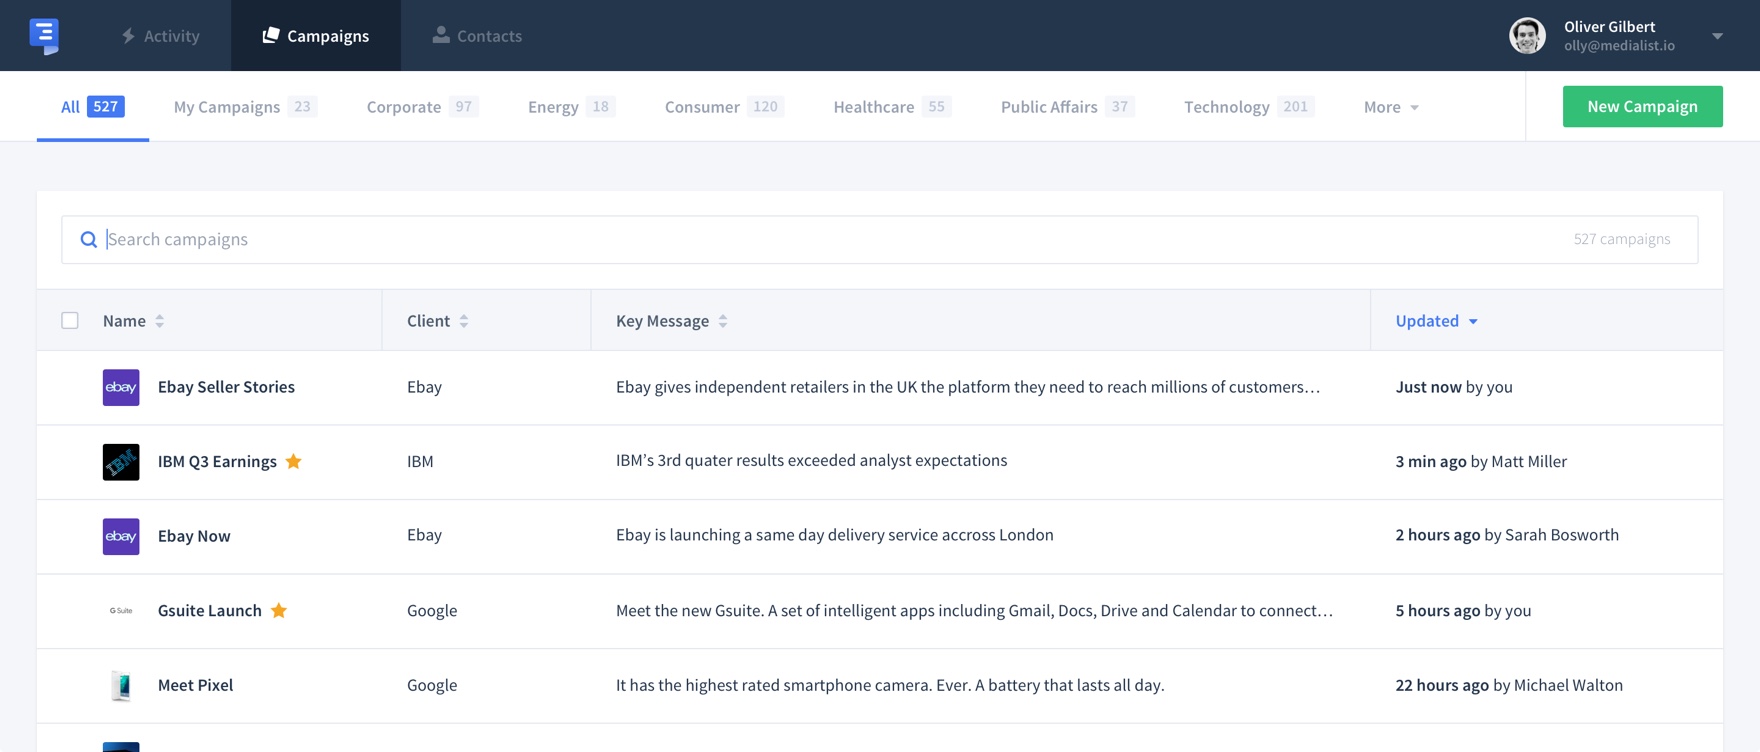 Activity
Campaigns
Contacts
Oliver Gilbert
olly@medialist.io
All 527
My Campaigns 23
Corporate 97
Energy 18
Consumer 120
Healthcare 55
Public Affairs 37
Technology 201
More
New Campaign
Search campaigns
527 campaigns
Name
Client
Key Message
Updated
ebay
Ebay Seller Stories
Ebay
Ebay gives independent retailers in the UK the platform they need to reach millions of customers…
Just now by you
IBM
IBM Q3 Earnings
IBM
IBM’s 3rd quater results exceeded analyst expectations
3 min ago by Matt Miller
ebay
Ebay Now
Ebay
Ebay is launching a same day delivery service accross London
2 hours ago by Sarah Bosworth
G Suite
Gsuite Launch
Google
Meet the new Gsuite. A set of intelligent apps including Gmail, Docs, Drive and Calendar to connect…
5 hours ago by you
Meet Pixel
Google
It has the highest rated smartphone camera. Ever. A battery that lasts all day.
22 hours ago by Michael Walton